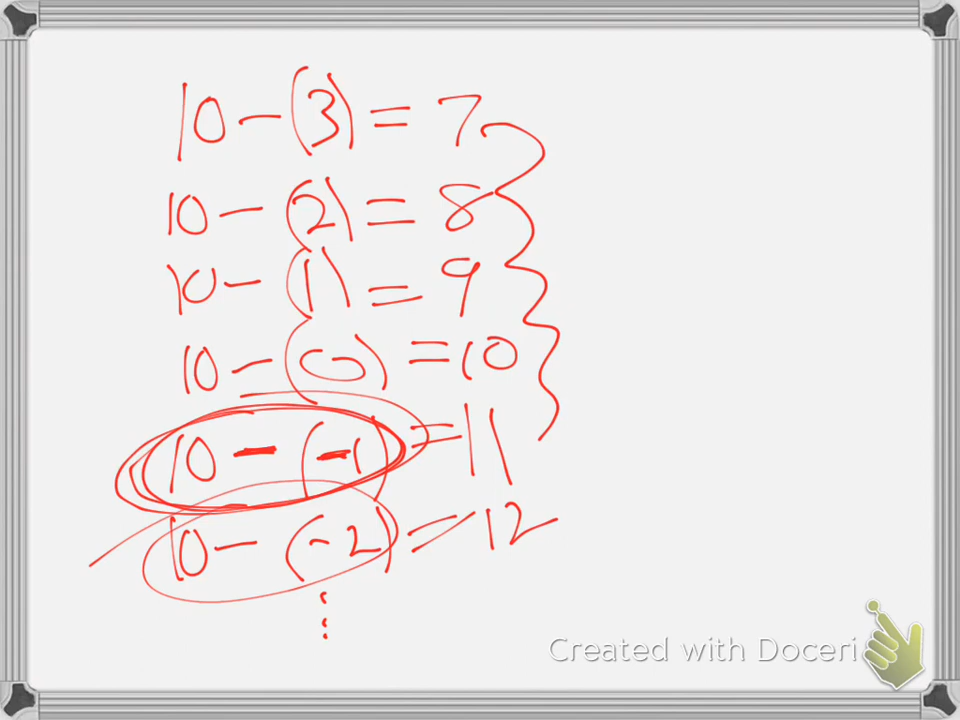 10 - (3) = 7
10 - (2) = 8
10 - (1) = 9
10 - (0) = 10
10 - (-1) = 11
10 - (-2) = 12
⋮
Created with Doceri